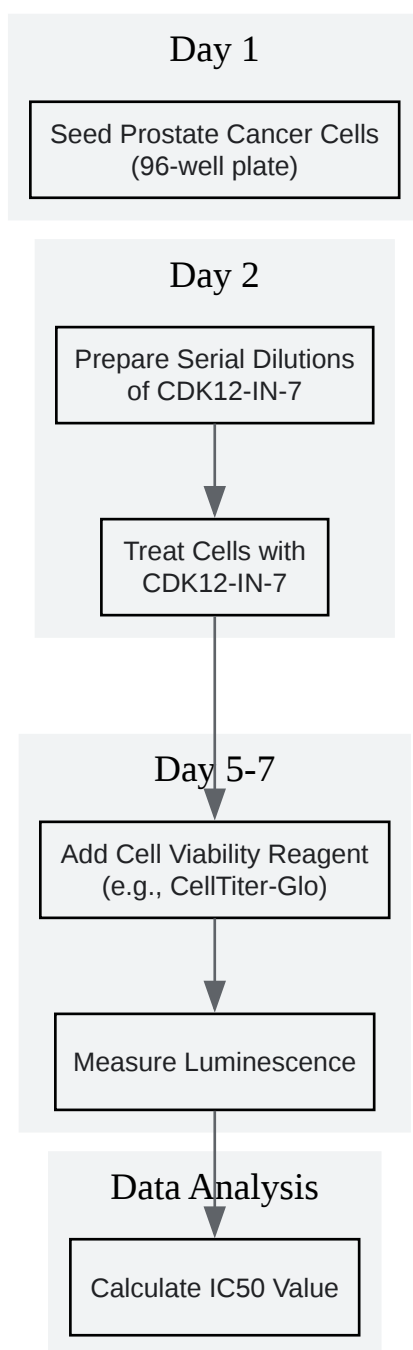 Day 1
Seed Prostate Cancer Cells
(96-well plate)
Day 2
Prepare Serial Dilutions
of CDK12-IN-7
Treat Cells with
CDK12-IN-7
Day 5-7
Add Cell Viability Reagent
(e.g., CellTiter-Glo)
Measure Luminescence
Data Analysis
Calculate IC50 Value